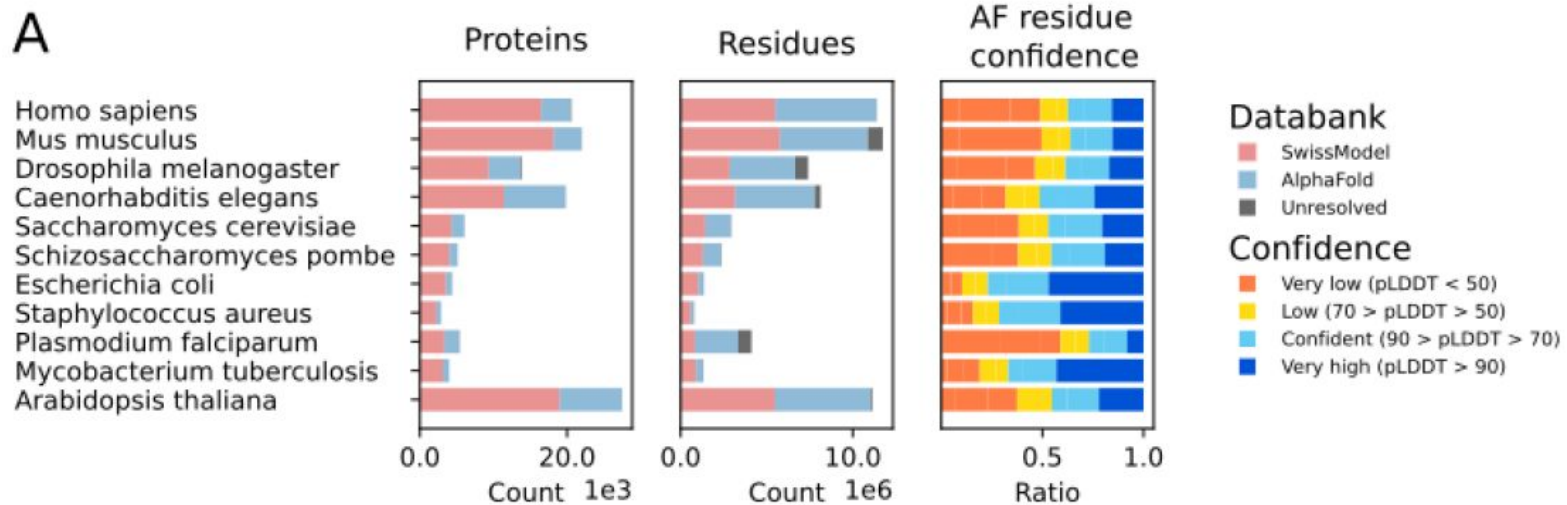 A
Proteins
Residues
AF residue
confidence
Homo sapiens
Mus musculus
Drosophila melanogaster
Caenorhabditis elegans
Saccharomyces cerevisiae
Schizosaccharomyces pombe
Escherichia coli
Staphylococcus aureus
Plasmodium falciparum
Mycobacterium tuberculosis
Arabidopsis thaliana
0.0 20.0
Count 1e3
0.0 10.0
Count 1e6
0.5 1.0
Ratio
Databank
SwissModel
AlphaFold
Unresolved
Confidence
Very low (pLDDT < 50)
Low (70 > pLDDT > 50)
Confident (90 > pLDDT > 70)
Very high (pLDDT > 90)